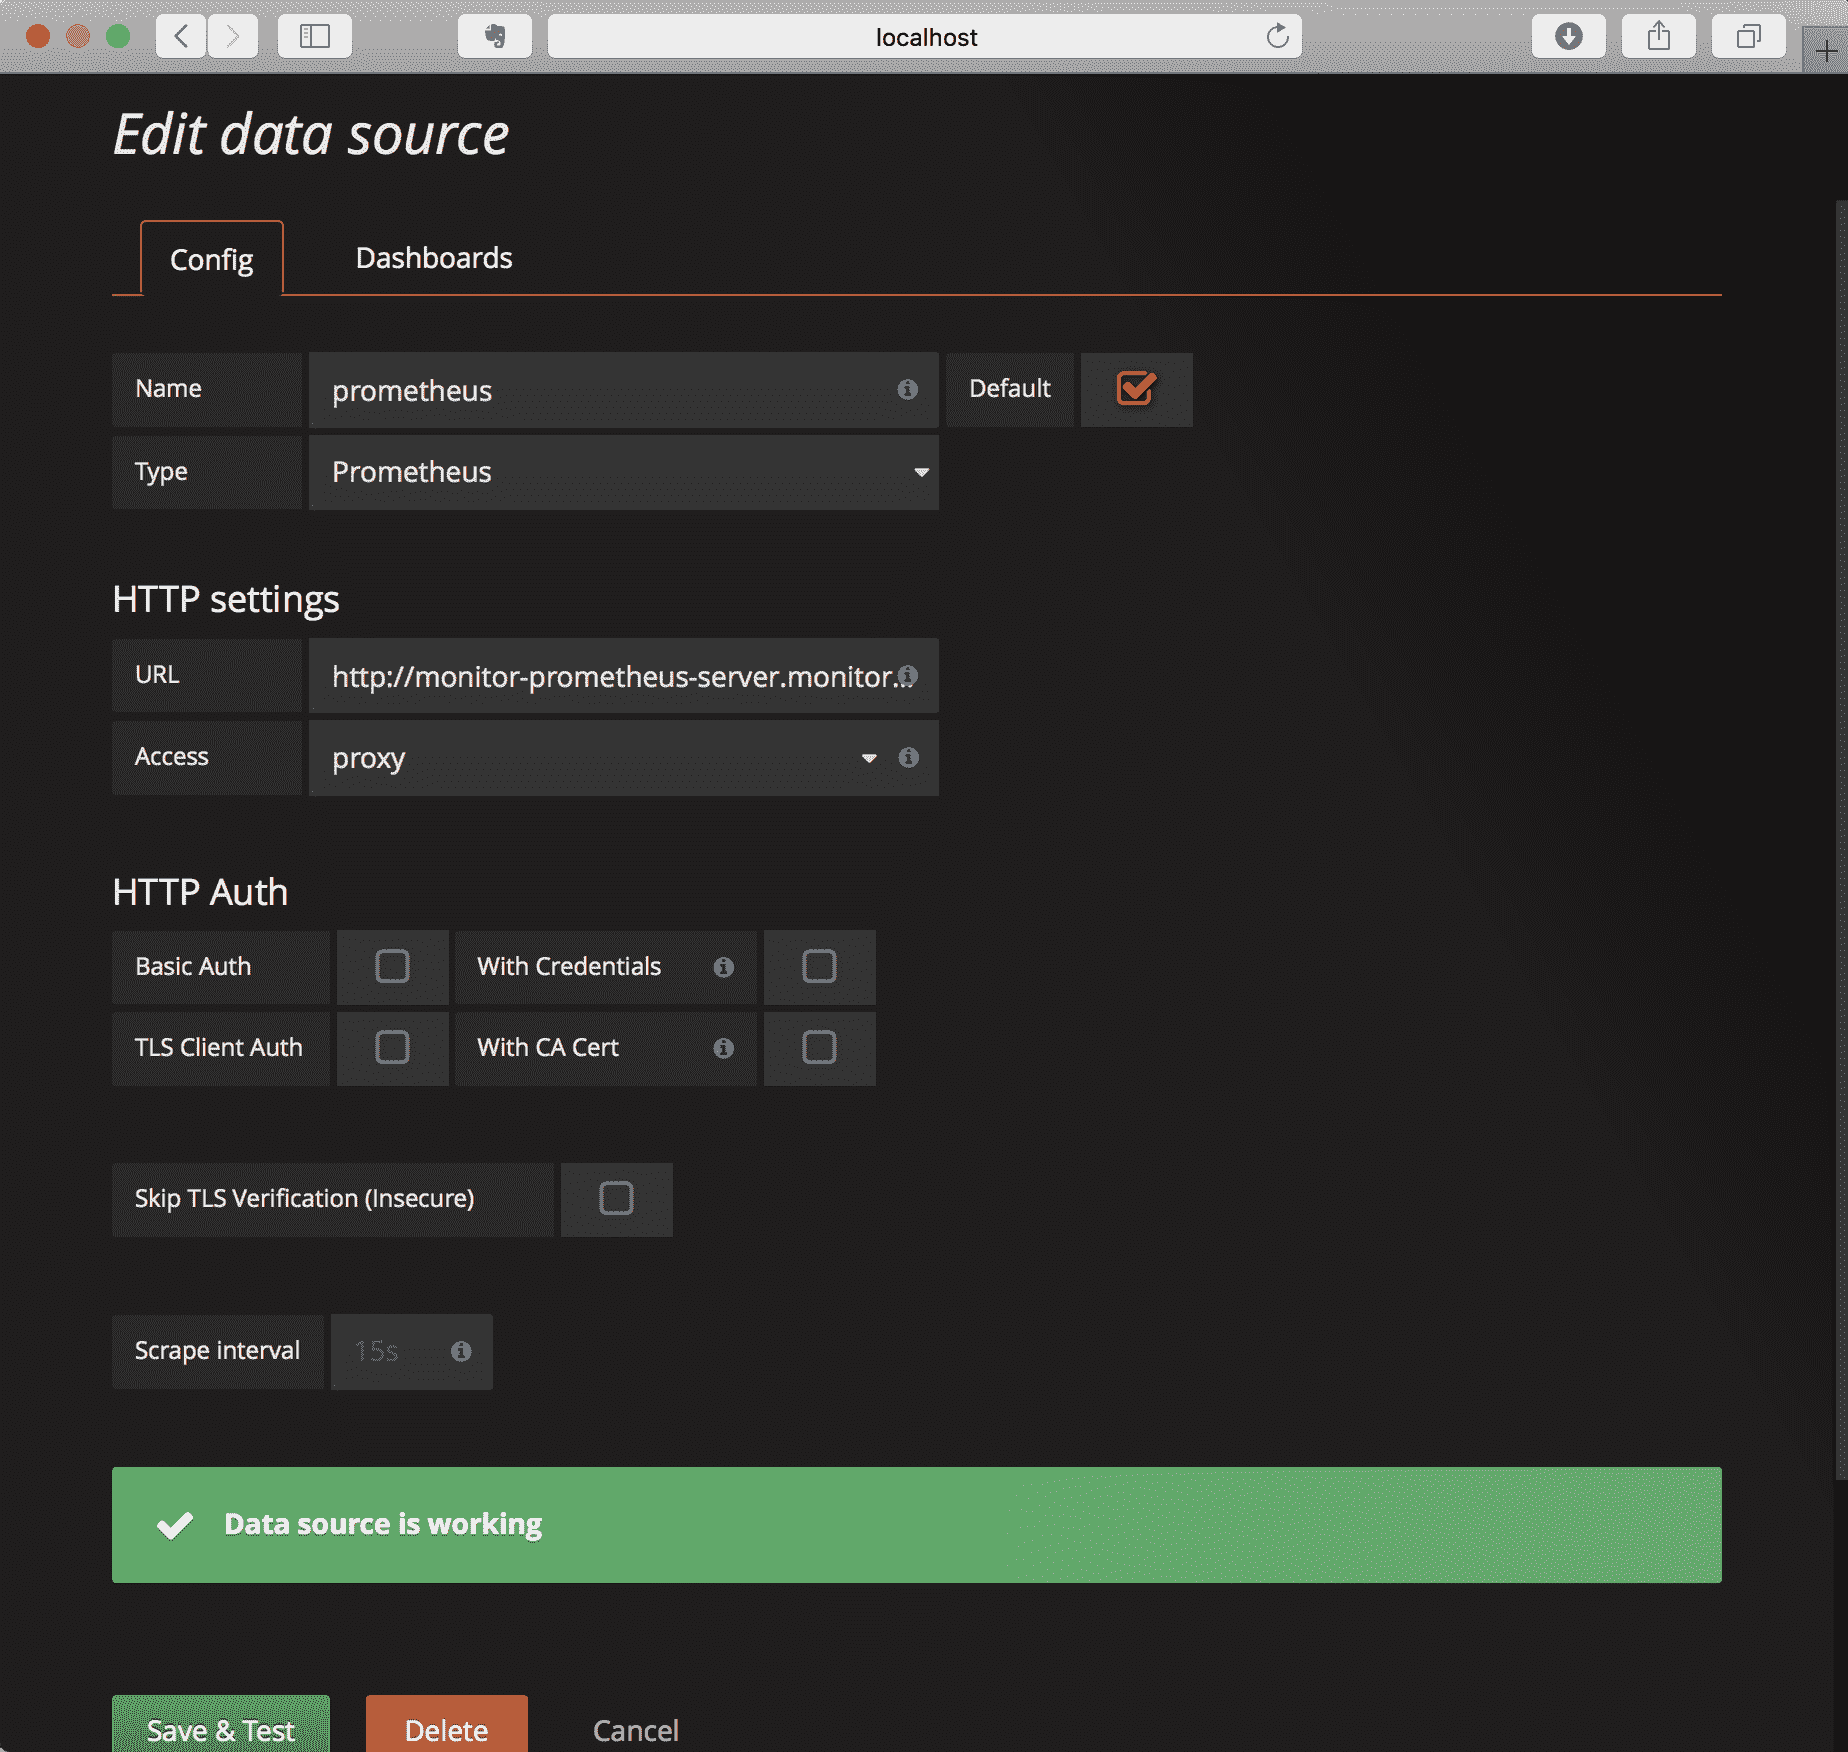 localhost
Edit data source
Config Dashboards
Name prometheus Default
Type Prometheus
HTTP settings
URL http://monitor-prometheus-server.monitor...
Access proxy
HTTP Auth
Basic Auth With Credentials
TLS Client Auth With CA Cert
Skip TLS Verification (Insecure)
Scrape interval 15s
Data source is working
Save & Test Delete Cancel